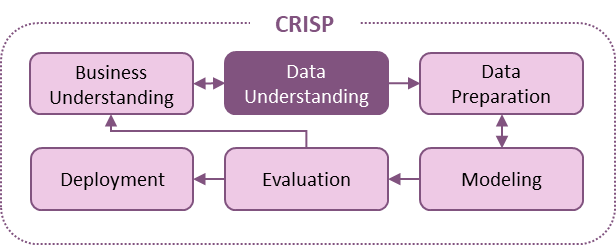 CRISP
Business
Understanding
Data
Understanding
Data
Preparation
Deployment
Evaluation
Modeling